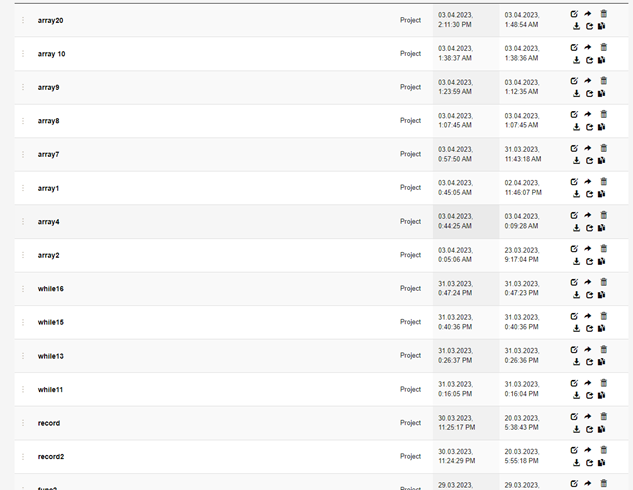 array20 Project 03.04.2023, 2:11:30 PM 03.04.2023, 1:48:54 AM
array 10 Project 03.04.2023, 1:38:37 AM 03.04.2023, 1:38:36 AM
array9 Project 03.04.2023, 1:23:59 AM 03.04.2023, 1:12:35 AM
array8 Project 03.04.2023, 1:07:45 AM 03.04.2023, 1:07:45 AM
array7 Project 03.04.2023, 0:57:50 AM 31.03.2023, 11:43:18 AM
array1 Project 03.04.2023, 0:45:05 AM 02.04.2023, 11:46:07 PM
array4 Project 03.04.2023, 0:44:25 AM 03.04.2023, 0:09:28 AM
array2 Project 03.04.2023, 0:05:06 AM 23.03.2023, 9:17:04 PM
while16 Project 31.03.2023, 0:47:24 PM 31.03.2023, 0:47:23 PM
while15 Project 31.03.2023, 0:40:36 PM 31.03.2023, 0:40:36 PM
while13 Project 31.03.2023, 0:26:37 PM 31.03.2023, 0:26:36 PM
while11 Project 31.03.2023, 0:16:05 PM 31.03.2023, 0:16:04 PM
record Project 30.03.2023, 11:25:17 PM 20.03.2023, 5:38:43 PM
record2 Project 30.03.2023, 11:24:29 PM 20.03.2023, 5:55:18 PM
29.03.2023, 29.03.2023,